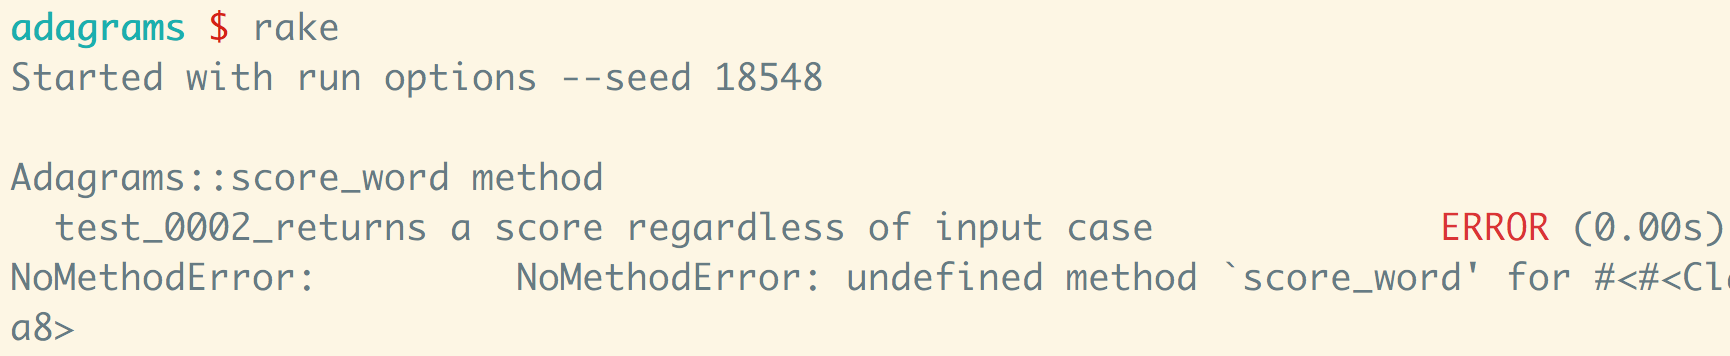 adagrams $ rake
Started with run options --seed 18548
Adagrams::score_word method
test_0002_returns a score regardless of input case ERROR (0.00s)
NoMethodError: NoMethodError: undefined method `score_word' for #<#<Cl
a8>